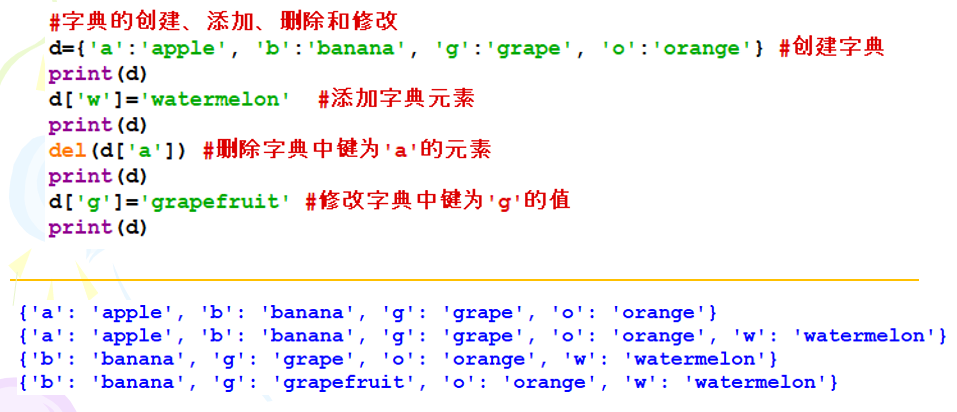 #字典的创建、添加、删除和修改
d={'a':'apple', 'b':'banana', 'g':'grape', 'o':'orange'} #创建字典
print(d)
d['w']='watermelon'  #添加字典元素
print(d)
del(d['a']) #删除字典中键为'a'的元素
print(d)
d['g']='grapefruit' #修改字典中键为'g'的值
print(d)
{'a': 'apple', 'b': 'banana', 'g': 'grape', 'o': 'orange'}
{'a': 'apple', 'b': 'banana', 'g': 'grape', 'o': 'orange', 'w': 'watermelon'}
{'b': 'banana', 'g': 'grape', 'o': 'orange', 'w': 'watermelon'}
{'b': 'banana', 'g': 'grapefruit', 'o': 'orange', 'w': 'watermelon'}